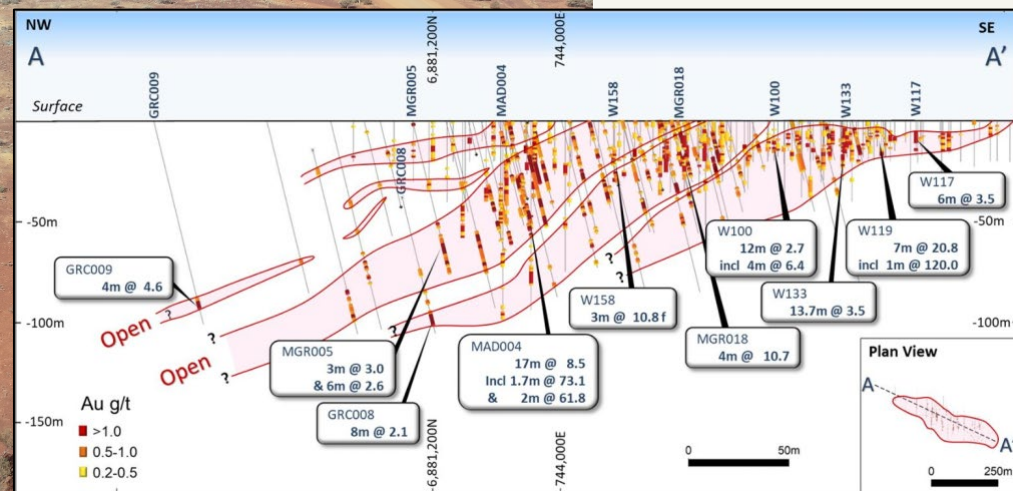 NW
SE
A
A'
Surface
GRC009
MGR005
6,881,200N
MAD004
744,000E
W158
MGR018
W100
W133
W117
GRC008
-50m
-50m
W117
6m @ 3.5
W100
12m @ 2.7
incl 4m @ 6.4
W119
7m @ 20.8
incl 1m @ 120.0
GRC009
4m @ 4.6
?
?
?
?
?
?
W158
3m @ 10.8 f
W133
13.7m @ 3.5
-100m
-100m
Open
Open
MGR005
3m @ 3.0
& 6m @ 2.6
MAD004
17m @ 8.5
Incl 1.7m @ 73.1
& 2m @ 61.8
MGR018
4m @ 10.7
GRC008
8m @ 2.1
Plan View
A
A'
0 250m
Au g/t
>1.0
0.5-1.0
0.2-0.5
-150m
-6,881,200N
-744,000E
0 50m